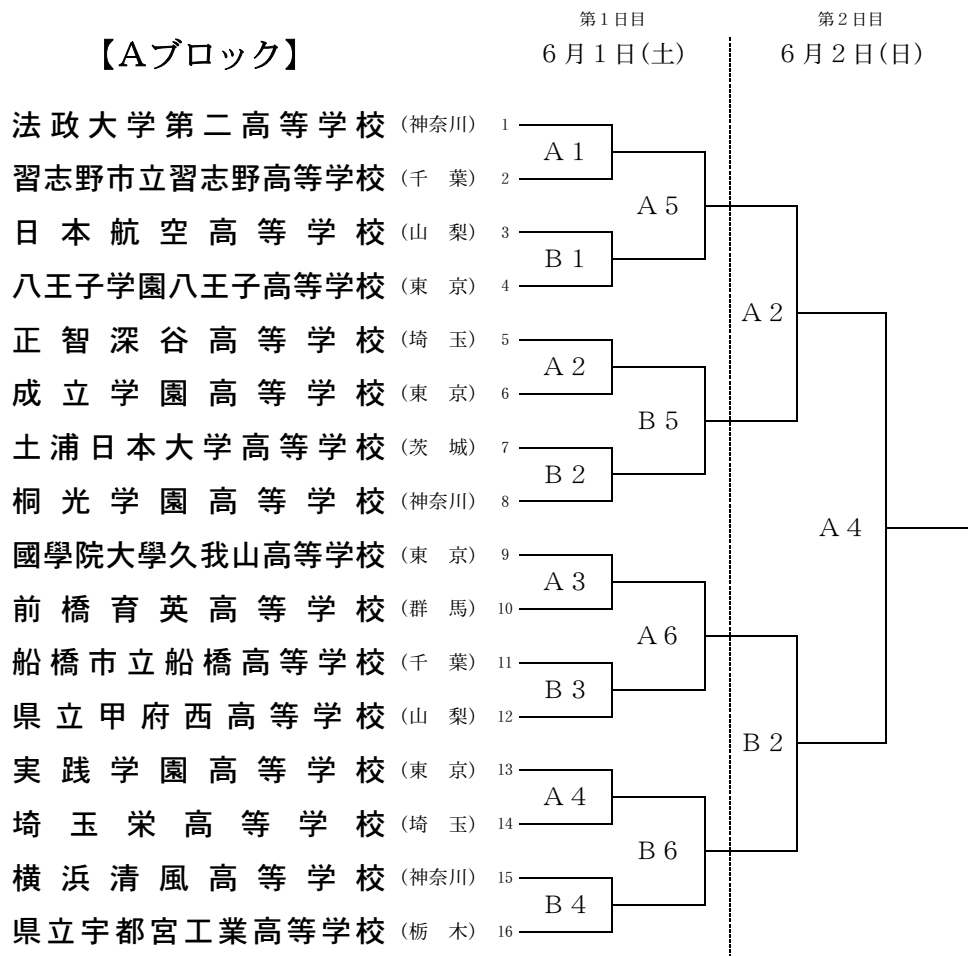 第1日目 第2日目
【Aブロック】 6月1日(土) 6月2日(日)
法政大学第二高等学校 (神奈川) 1
A1
習志野市立習志野高等学校 (千 葉) 2
A5
日本航空高等学校 (山 梨) 3
B1
八王子学園八王子高等学校 (東 京) 4
A2
正智深谷高等学校 (埼 玉) 5
A2
成立学園高等学校 (東 京) 6
B5
土浦日本大学高等学校 (茨 城) 7
B2
桐光学園高等学校 (神奈川) 8
A4
國學院大學久我山高等学校 (東 京) 9
A3
前橋育英高等学校 (群 馬) 10
A6
船橋市立船橋高等学校 (千 葉) 11
B3
県立甲府西高等学校 (山 梨) 12
B2
実践学園高等学校 (東 京) 13
A4
埼玉栄高等学校 (埼 玉) 14
B6
横浜清風高等学校 (神奈川) 15
B4
県立宇都宮工業高等学校 (栃 木) 16